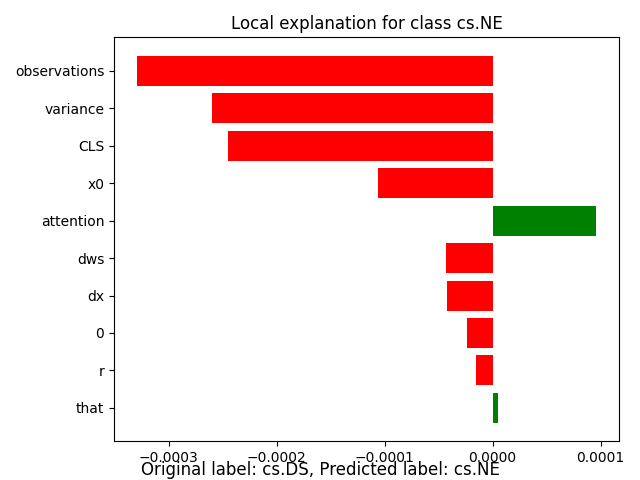 Local explanation for class cs.NE
observations
variance
CLS
x0
attention
dws
dx
0
r
that
−0.0003 −0.0002 −0.0001 0.0000 0.0001
Original label: cs.DS, Predicted label: cs.NE